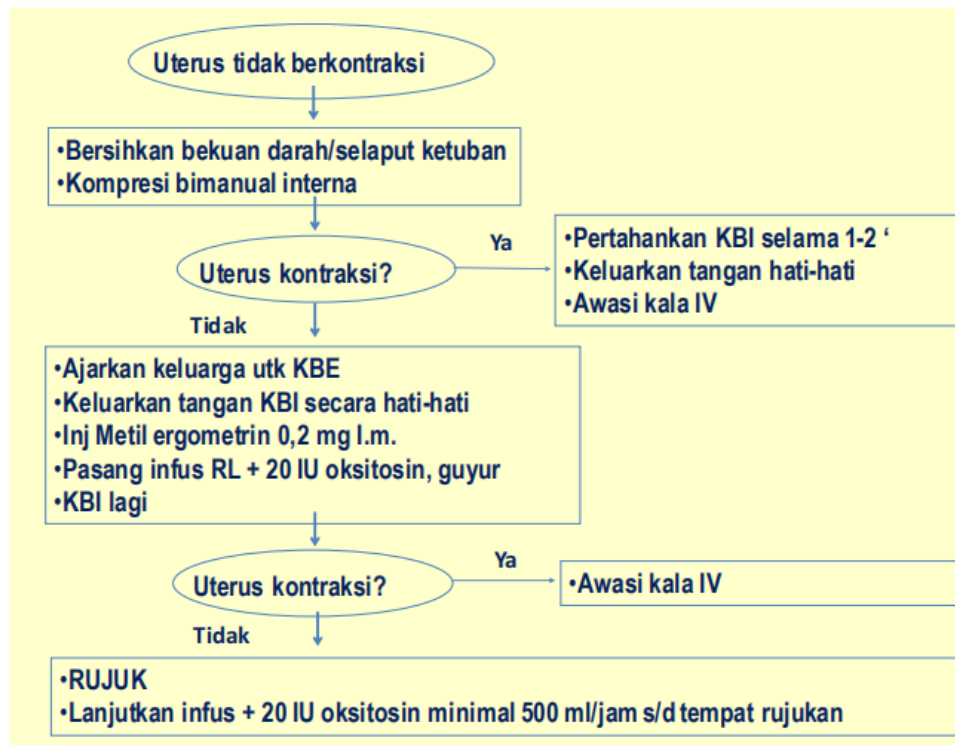 Uterus tidak berkontraksi
•Bersihkan bekuan darah/selaput ketuban
•Kompresi bimanual interna
Uterus kontraksi?
Ya
•Pertahankan KBI selama 1-2 ‘
•Keluarkan tangan hati-hati
•Awasi kala IV
Tidak
•Ajarkan keluarga utk KBE
•Keluarkan tangan KBI secara hati-hati
•Inj Metil ergometrin 0,2 mg I.m.
•Pasang infus RL + 20 IU oksitosin, guyur
•KBI lagi
Uterus kontraksi?
Ya
•Awasi kala IV
Tidak
•RUJUK
•Lanjutkan infus + 20 IU oksitosin minimal 500 ml/jam s/d tempat rujukan